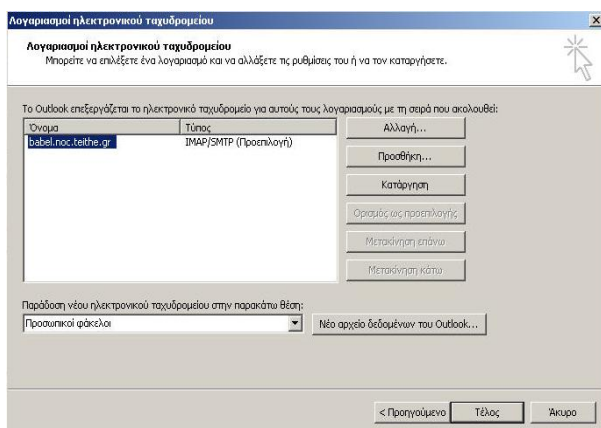 Λογαριασμοί ηλεκτρονικού ταχυδρομείου
Λογαριασμοί ηλεκτρονικού ταχυδρομείου
Μπορείτε να επιλέξετε ένα λογαριασμό και να αλλάξετε τις ρυθμίσεις του ή να τον καταργήσετε.
Το Outlook επεξεργάζεται το ηλεκτρονικό ταχυδρομείο για αυτούς τους λογαριασμούς με τη σειρά που ακολουθεί:
Όνομα Τύπος
babel.noc.teithe.gr IMAP/SMTP (Προεπιλογή)
Αλλαγή...
Προσθήκη...
Κατάργηση
Ορισμός ως προεπιλογής
Μετακίνηση επάνω
Μετακίνηση κάτω
Παράδοση νέου ηλεκτρονικού ταχυδρομείου στην παρακάτω θέση:
Προσωπικοί φάκελοι Νέο αρχείο δεδομένων του Outlook...
< Προηγούμενο Τέλος Άκυρο